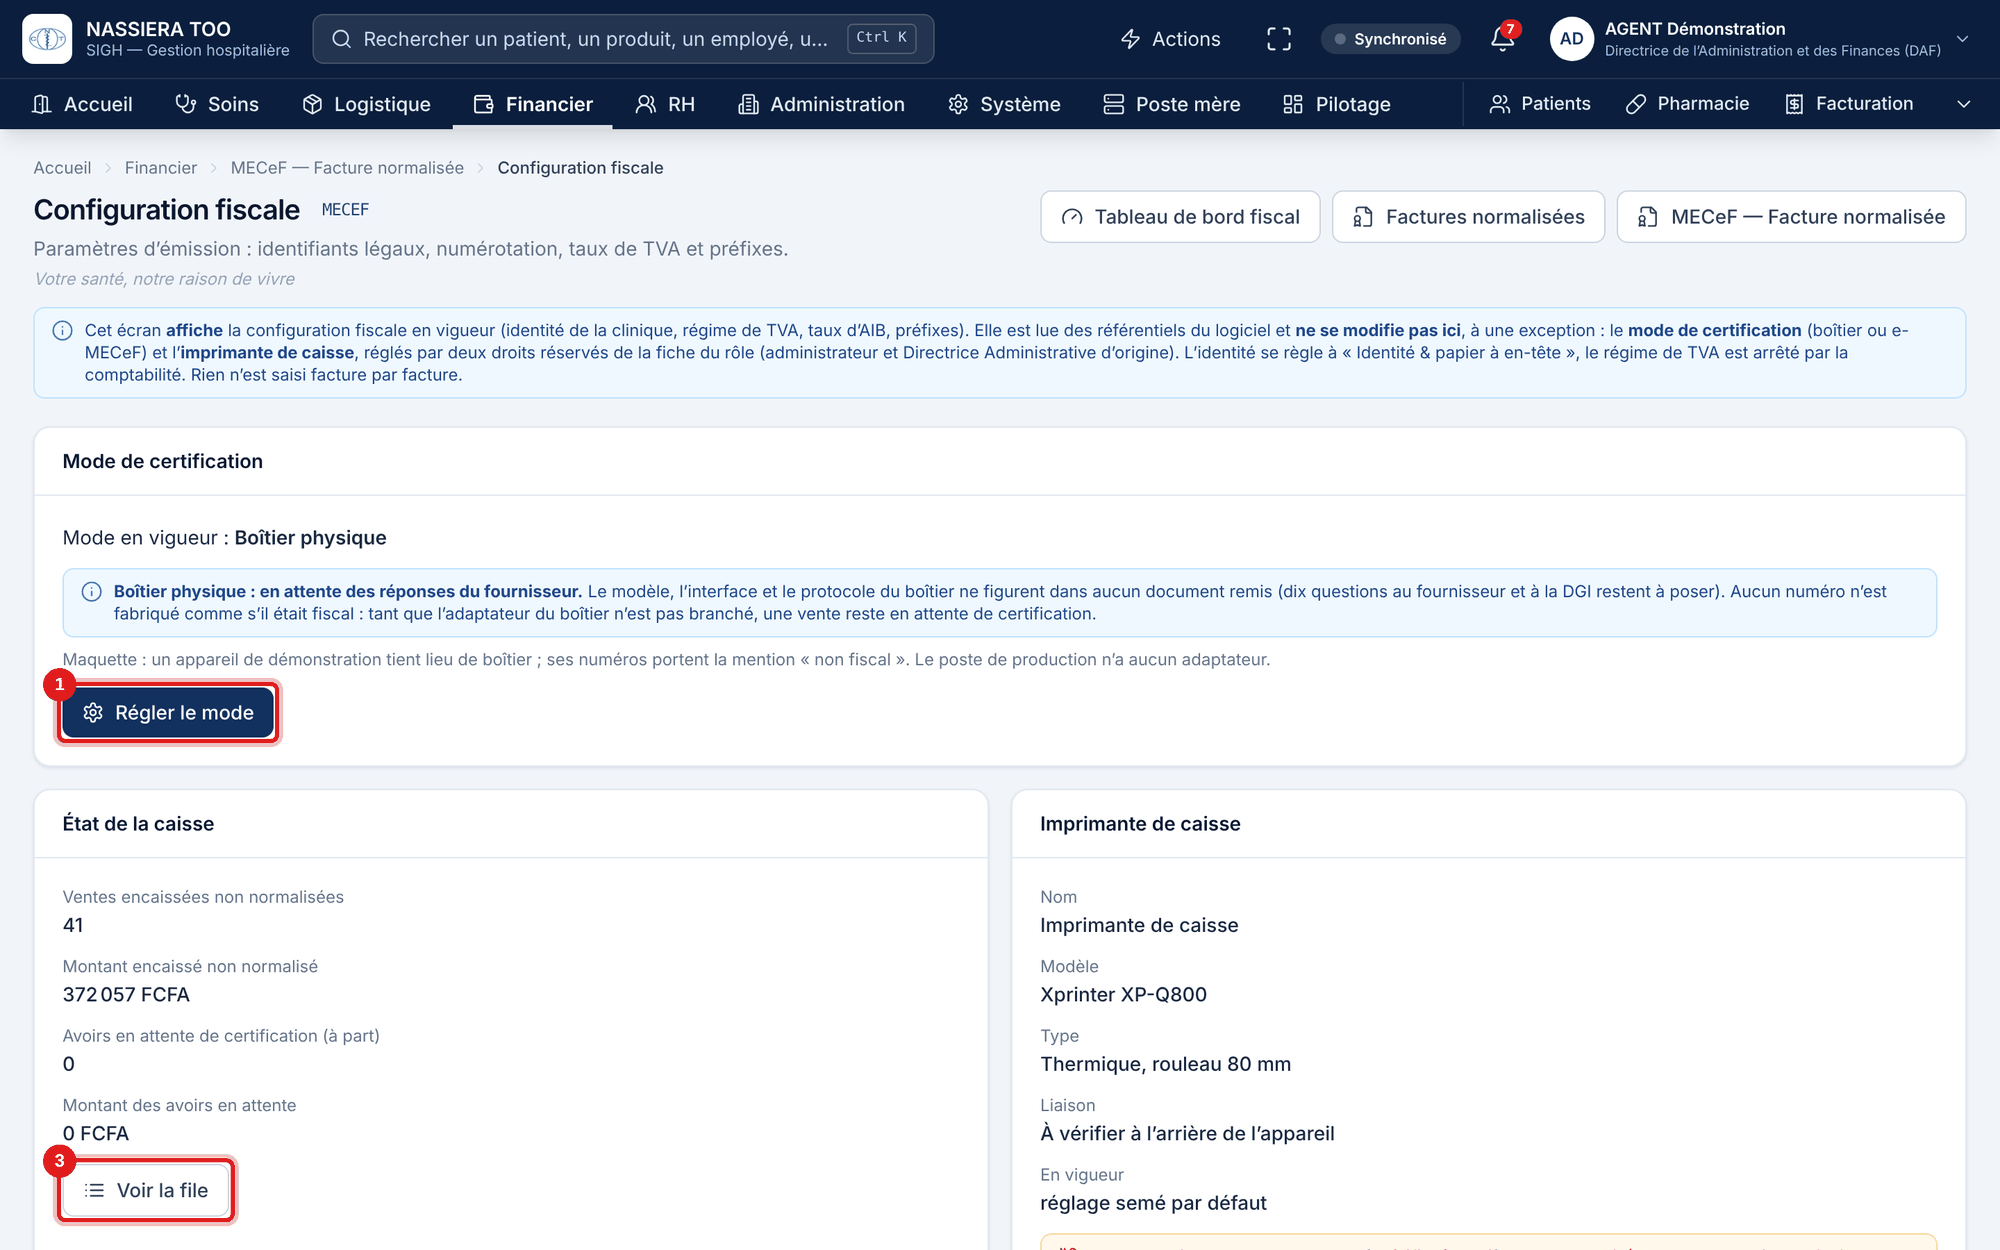 NASSIERA TOO
SIGH — Gestion hospitalière
Rechercher un patient, un produit, un employé, u...
Ctrl K
Actions
Synchronisé
7
AD
AGENT Démonstration
Directrice de l'Administration et des Finances (DAF)
Accueil
Soins
Logistique
Financier
RH
Administration
Système
Poste mère
Pilotage
Patients
Pharmacie
Facturation
Accueil > Financier > MECeF — Facture normalisée > Configuration fiscale
Configuration fiscale MECEF
Tableau de bord fiscal
Factures normalisées
MECeF — Facture normalisée
Paramètres d'émission : identifiants légaux, numérotation, taux de TVA et préfixes.
Votre santé, notre raison de vivre
Cet écran affiche la configuration fiscale en vigueur (identité de la clinique, régime de TVA, taux d'AIB, préfixes). Elle est lue des référentiels du logiciel et ne se modifie pas ici, à une exception : le mode de certification (boîtier ou e-
MECeF) et l'imprimante de caisse, réglés par deux droits réservés de la fiche du rôle (administrateur et Directrice Administrative d'origine). L'identité se règle à « Identité & papier à en-tête », le régime de TVA est arrêté par la
comptabilité. Rien n'est saisi facture par facture.
Mode de certification
Mode en vigueur : Boîtier physique
Boîtier physique : en attente des réponses du fournisseur. Le modèle, l'interface et le protocole du boîtier ne figurent dans aucun document remis (dix questions au fournisseur et à la DGI restent à poser). Aucun numéro n'est
fabriqué comme s'il était fiscal : tant que l'adaptateur du boîtier n'est pas branché, une vente reste en attente de certification.
Maquette : un appareil de démonstration tient lieu de boîtier ; ses numéros portent la mention « non fiscal ». Le poste de production n'a aucun adaptateur.
1
Régler le mode
État de la caisse
Ventes encaissées non normalisées
41
Montant encaissé non normalisé
372 057 FCFA
Avoirs en attente de certification (à part)
0
Montant des avoirs en attente
0 FCFA
3
Voir la file
Imprimante de caisse
Nom
Imprimante de caisse
Modèle
Xprinter XP-Q800
Type
Thermique, rouleau 80 mm
Liaison
À vérifier à l'arrière de l'appareil
En vigueur
réglage semé par défaut